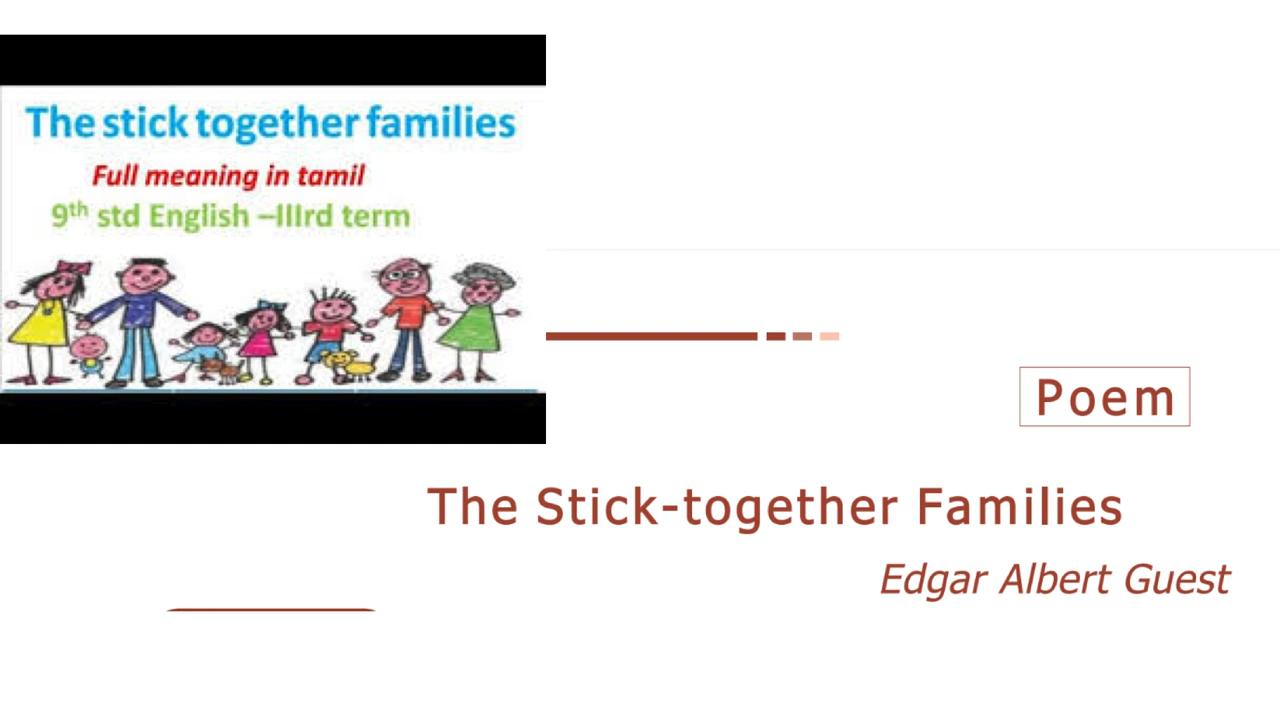 The stick together families
Full meaning in tamil
9th std English –IIIrd term
Poem
The Stick-together Families
Edgar Albert Guest